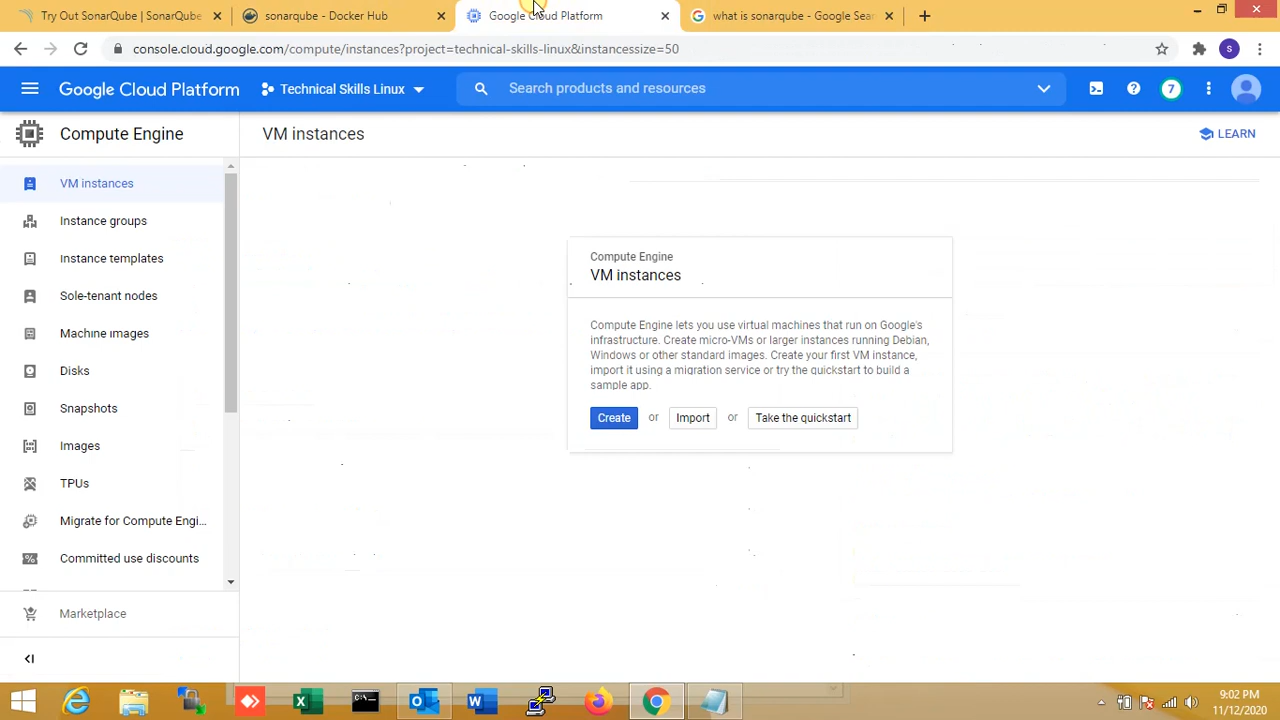 Try Out SonarQube | SonarQube
sonarqube - Docker Hub
Google Cloud Platform
what is sonarqube - Google Sear
console.cloud.google.com/compute/instances?project=technical-skills-linux&instancessize=50
S
Google Cloud Platform
Technical Skills Linux
Search products and resources
7
Compute Engine
VM instances
LEARN
VM instances
Instance groups
Instance templates
Sole-tenant nodes
Machine images
Disks
Snapshots
Images
TPUs
Migrate for Compute Engi...
Committed use discounts
Marketplace
Compute Engine
VM instances
Compute Engine lets you use virtual machines that run on Google's
infrastructure. Create micro-VMs or larger instances running Debian,
Windows or other standard images. Create your first VM instance,
import it using a migration service or try the quickstart to build a
sample app.
Create or Import or Take the quickstart
9:02 PM
11/12/2020